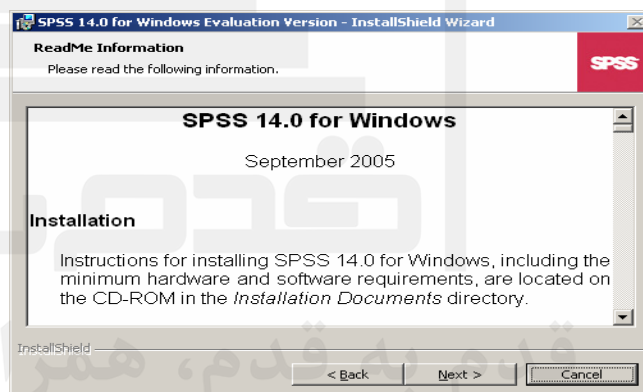 SPSS 14.0 for Windows Evaluation Version - InstallShield Wizard
ReadMe Information
Please read the following information.
SPSS
SPSS 14.0 for Windows
September 2005
Installation
Instructions for installing SPSS 14.0 for Windows, including the
minimum hardware and software requirements, are located on
the CD-ROM in the Installation Documents directory.
InstallShield
< Back
Next >
Cancel
قدم به قدم، همرا